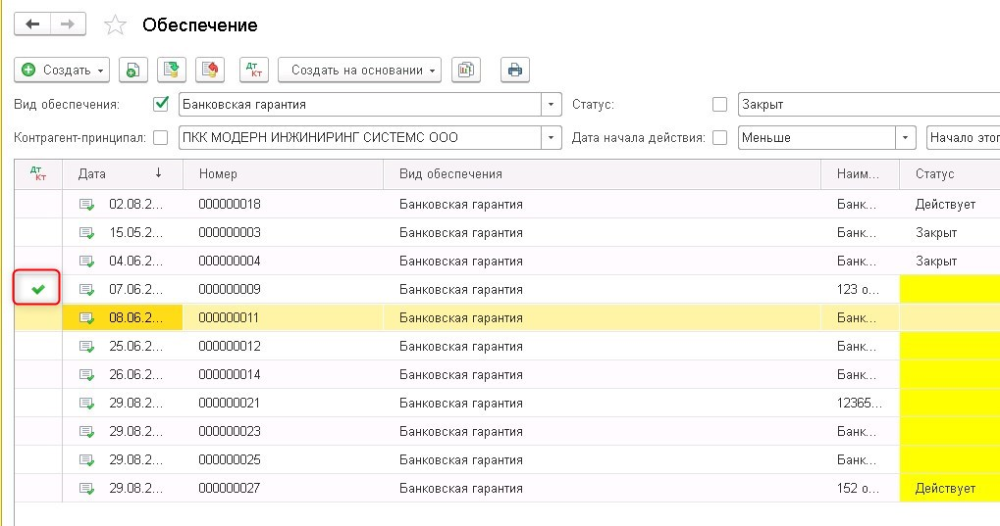 Обеспечение
Создать Дт Кт Создать на основании
Вид обеспечения: Банковская гарантия Статус: Закрыт
Контрагент-принципал: ПКК МОДЕРН ИНЖИНИРИНГ СИСТЕМС ООО Дата начала действия: Меньше Начало этог
Дт Кт Дата Номер Вид обеспечения Наим... Статус
02.08.2... 000000018 Банковская гарантия Банк... Действует
15.05.2... 000000003 Банковская гарантия Банк... Закрыт
04.06.2... 000000004 Банковская гарантия Банк... Закрыт
07.06.2... 000000009 Банковская гарантия 123 о...
08.06.2... 000000011 Банковская гарантия Банк...
25.06.2... 000000012 Банковская гарантия Банк...
26.06.2... 000000014 Банковская гарантия Банк...
29.08.2... 000000021 Банковская гарантия 12365...
29.08.2... 000000023 Банковская гарантия Банк...
29.08.2... 000000025 Банковская гарантия Банк...
29.08.2... 000000027 Банковская гарантия 152 о... Действует